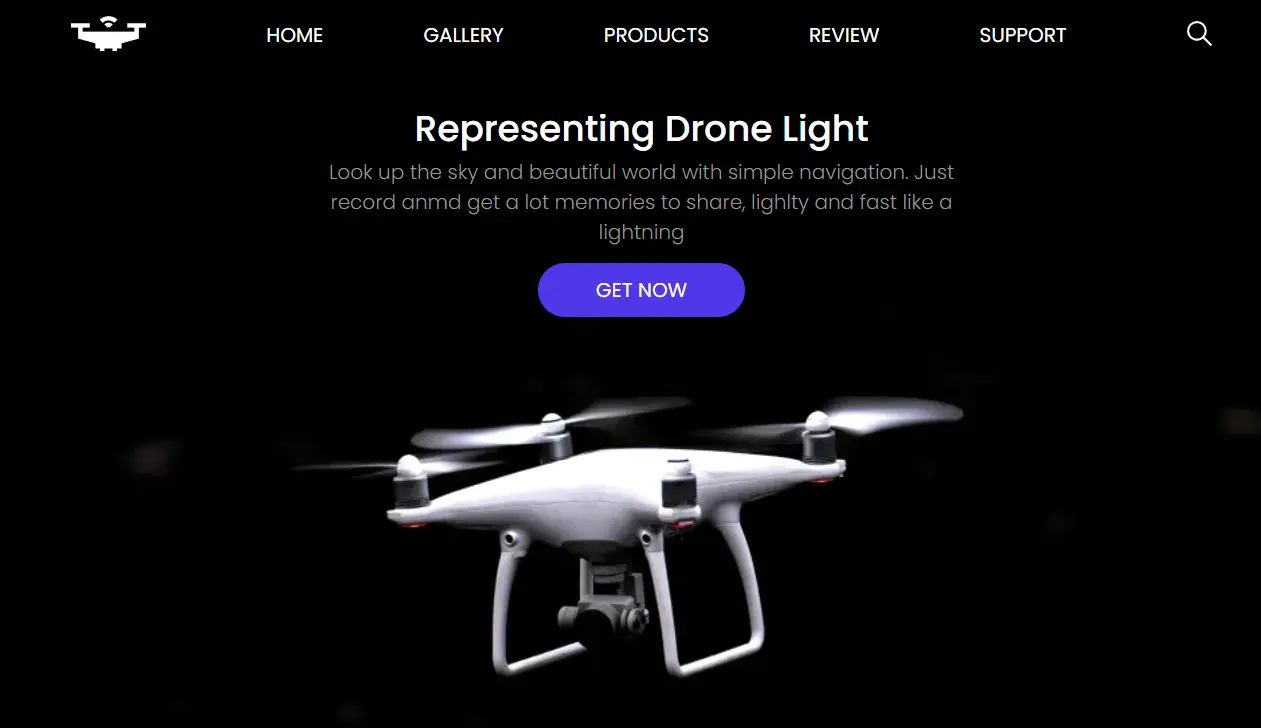 HOME GALLERY PRODUCTS REVIEW SUPPORT
Representing Drone Light
Look up the sky and beautiful world with simple navigation. Just
record anmd get a lot memories to share, lighlty and fast like a
lightning
GET NOW